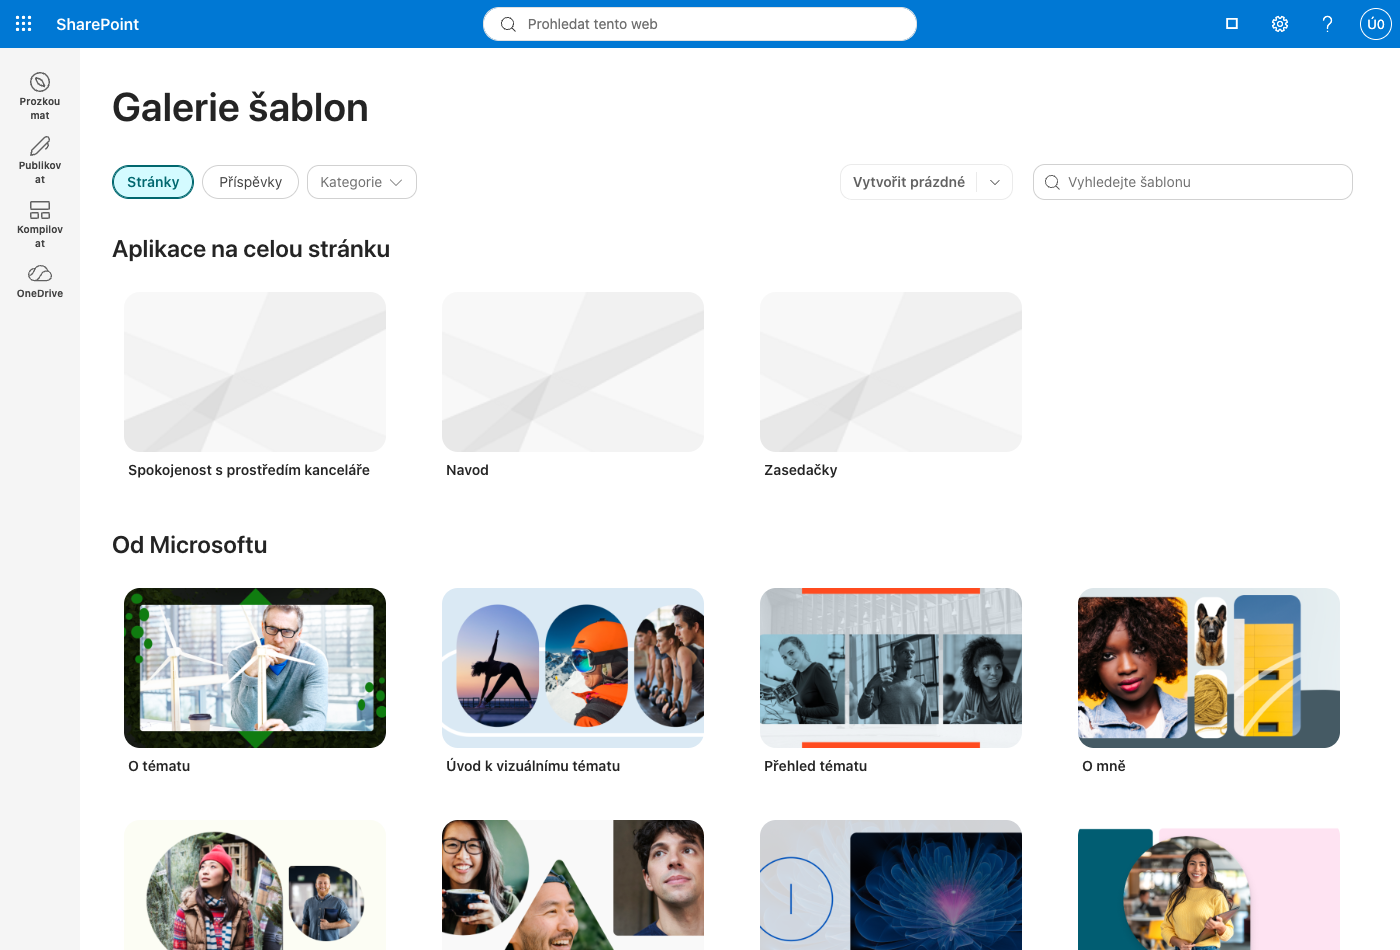 SharePoint
Prohledat tento web
Ú0
Prozkou
mat
Publikov
at
Kompilov
at
OneDrive
Galerie šablon
Stránky
Příspěvky
Kategorie
Vytvořit prázdné
Vyhledejte šablonu
Aplikace na celou stránku
Spokojenost s prostředím kanceláře
Navod
Zasedačky
Od Microsoftu
O tématu
Úvod k vizuálnímu tématu
Přehled tématu
O mně